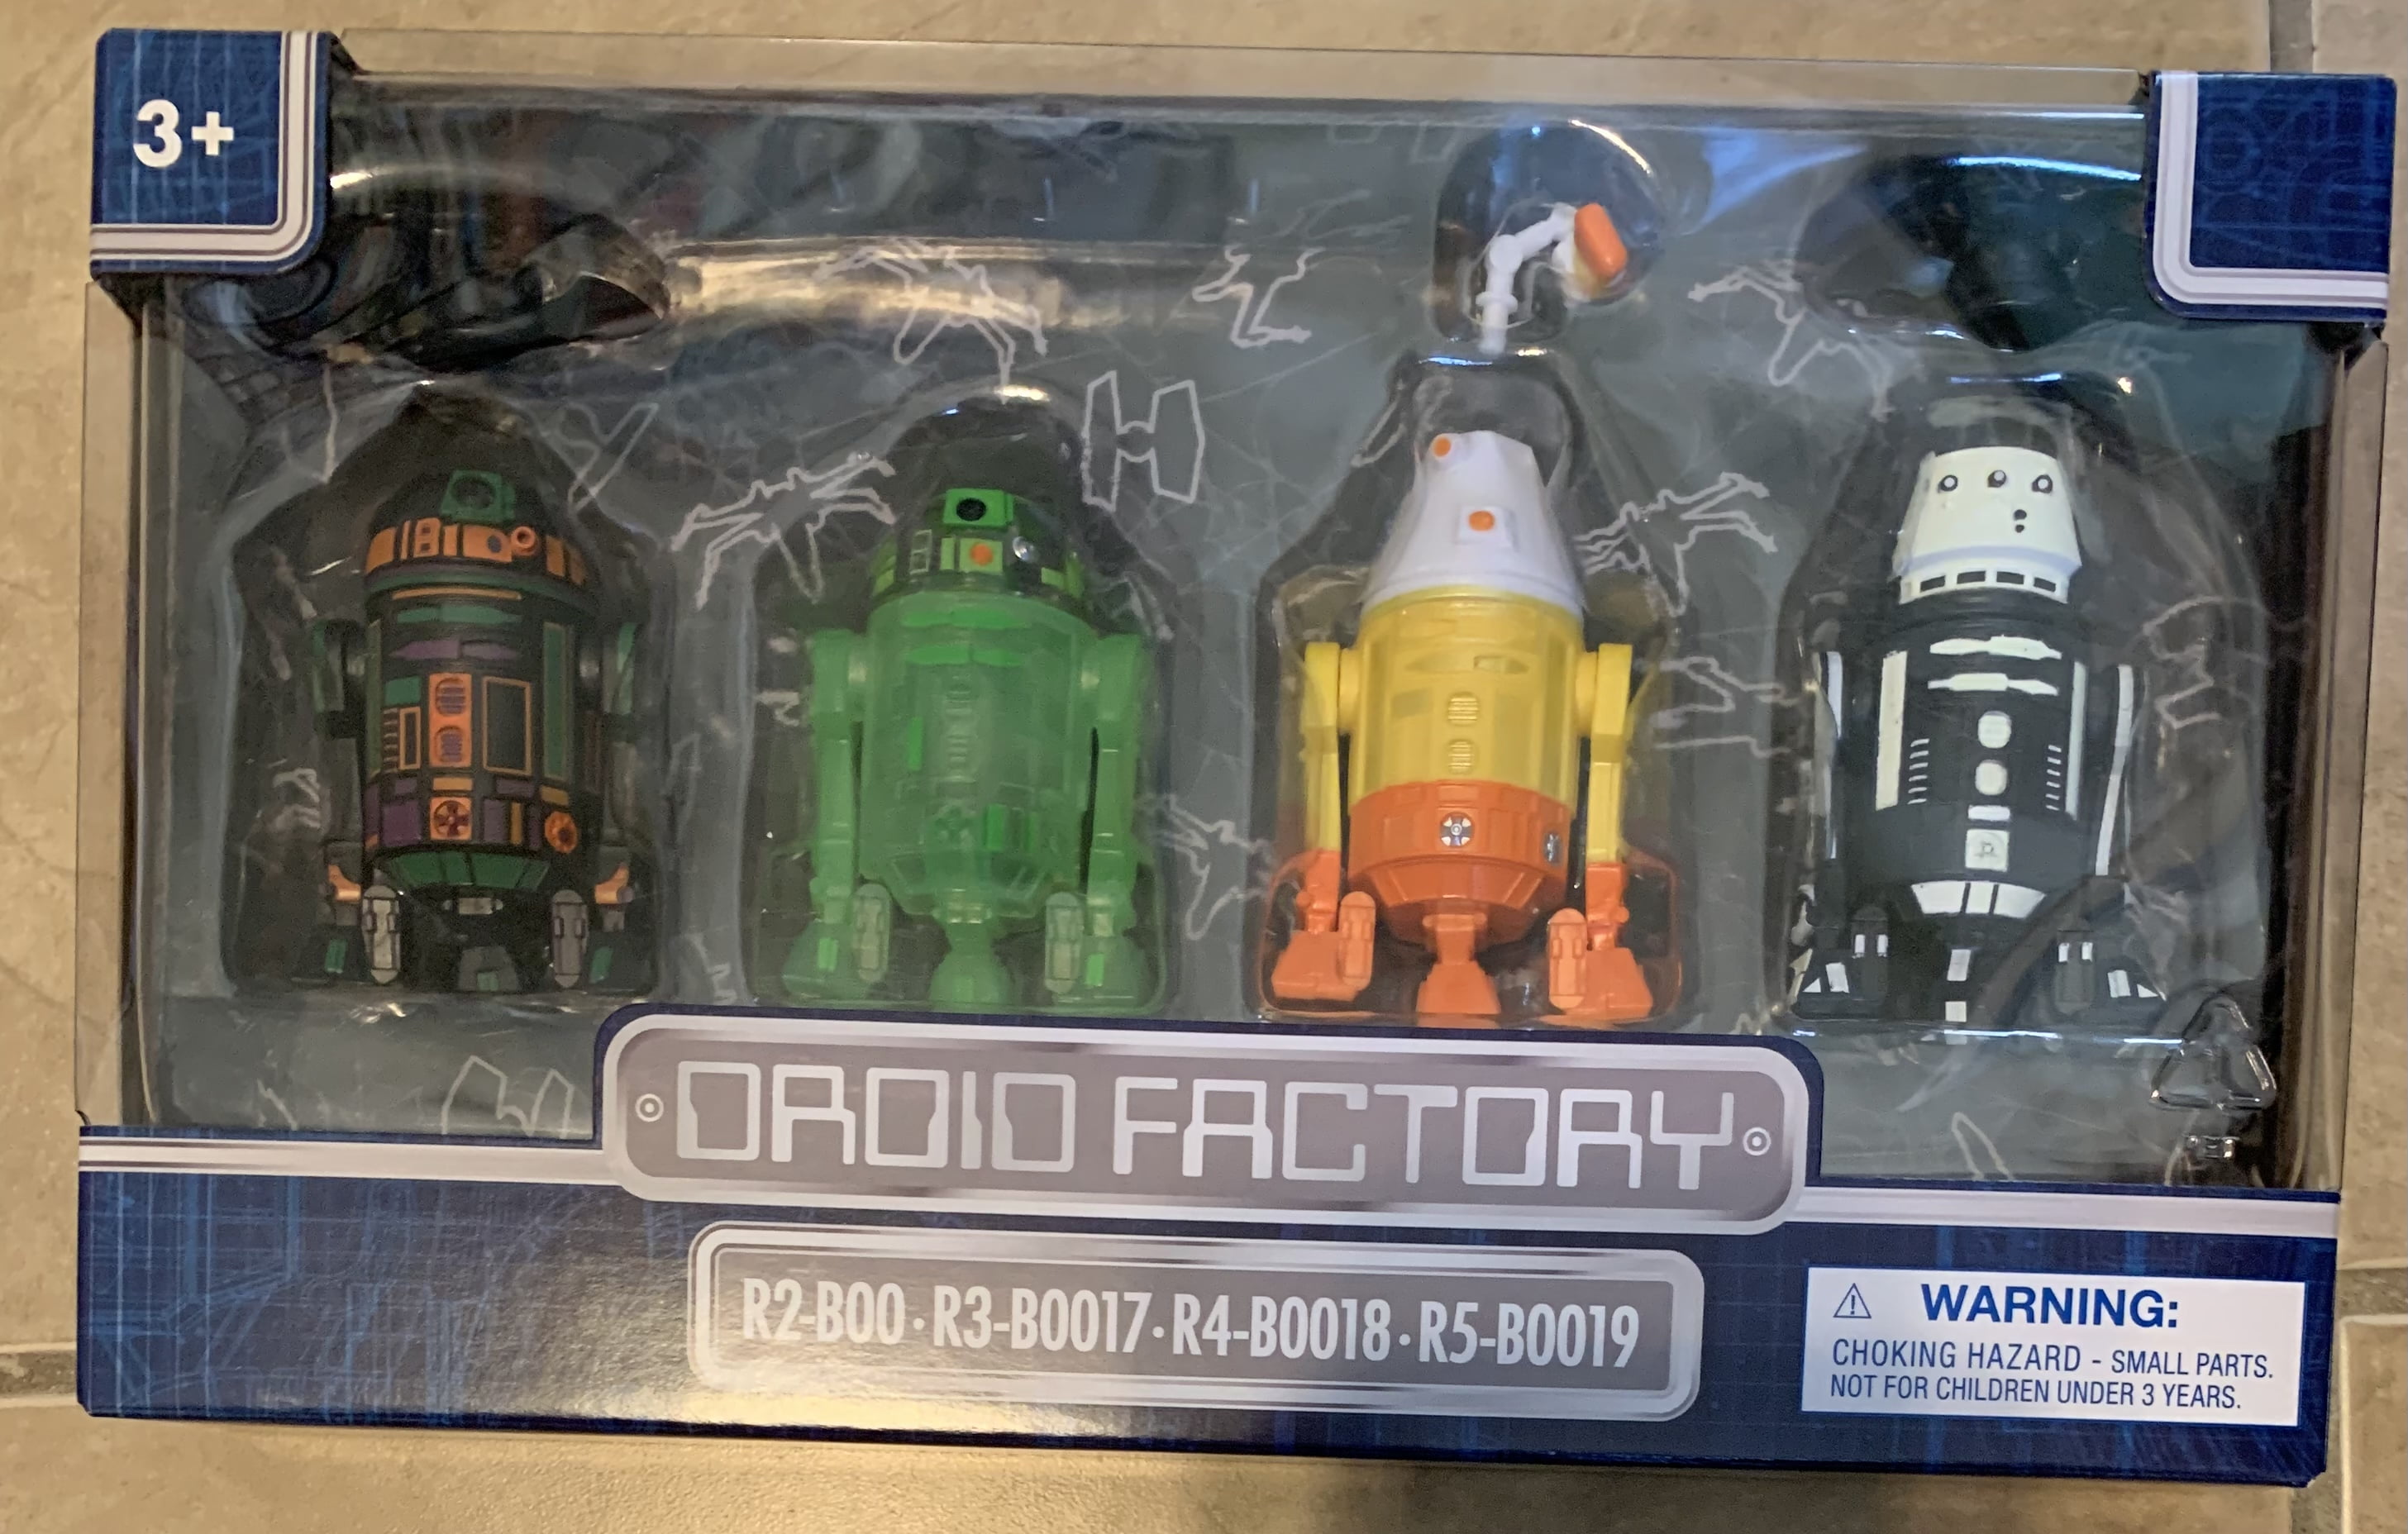 3+
DROID FACTORY
R2-B00 · R3-B0017 · R4-B0018 · R5-B0019
⚠ WARNING:
CHOKING HAZARD - SMALL PARTS.
NOT FOR CHILDREN UNDER 3 YEARS.